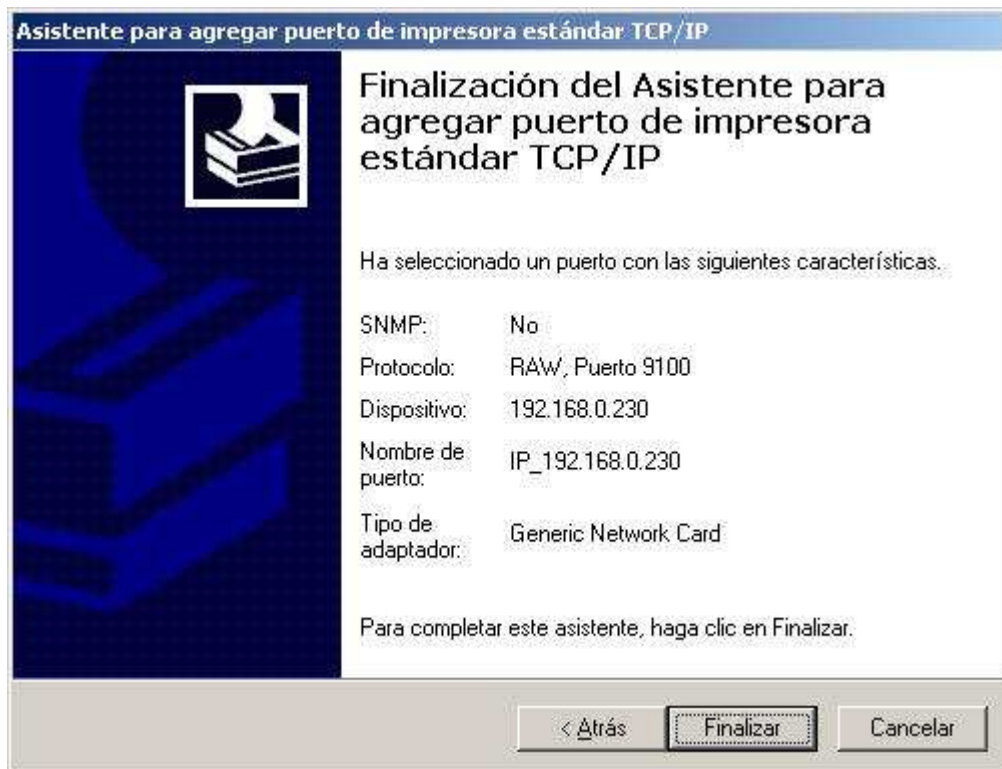 Asistente para agregar puerto de impresora estándar TCP/IP
Finalización del Asistente para
agregar puerto de impresora
estándar TCP/IP
Ha seleccionado un puerto con las siguientes características.
SNMP: No
Protocolo: RAW, Puerto 9100
Dispositivo: 192.168.0.230
Nombre de
puerto: IP_192.168.0.230
Tipo de
adaptador: Generic Network Card
Para completar este asistente, haga clic en Finalizar.
< Atrás Finalizar Cancelar